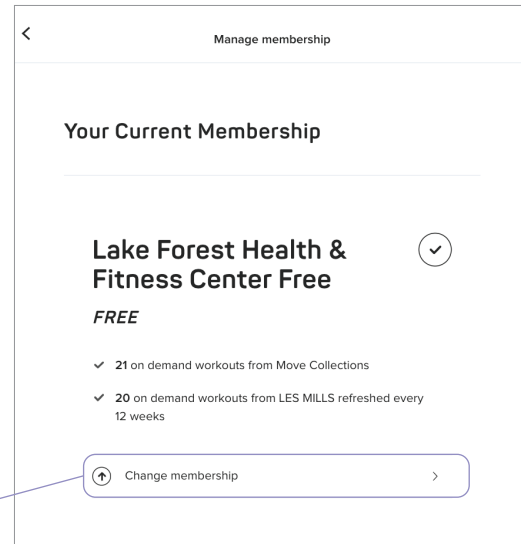 Manage membership
Your Current Membership
Lake Forest Health &
Fitness Center Free
FREE
21 on demand workouts from Move Collections
20 on demand workouts from LES MILLS refreshed every
12 weeks
Change membership